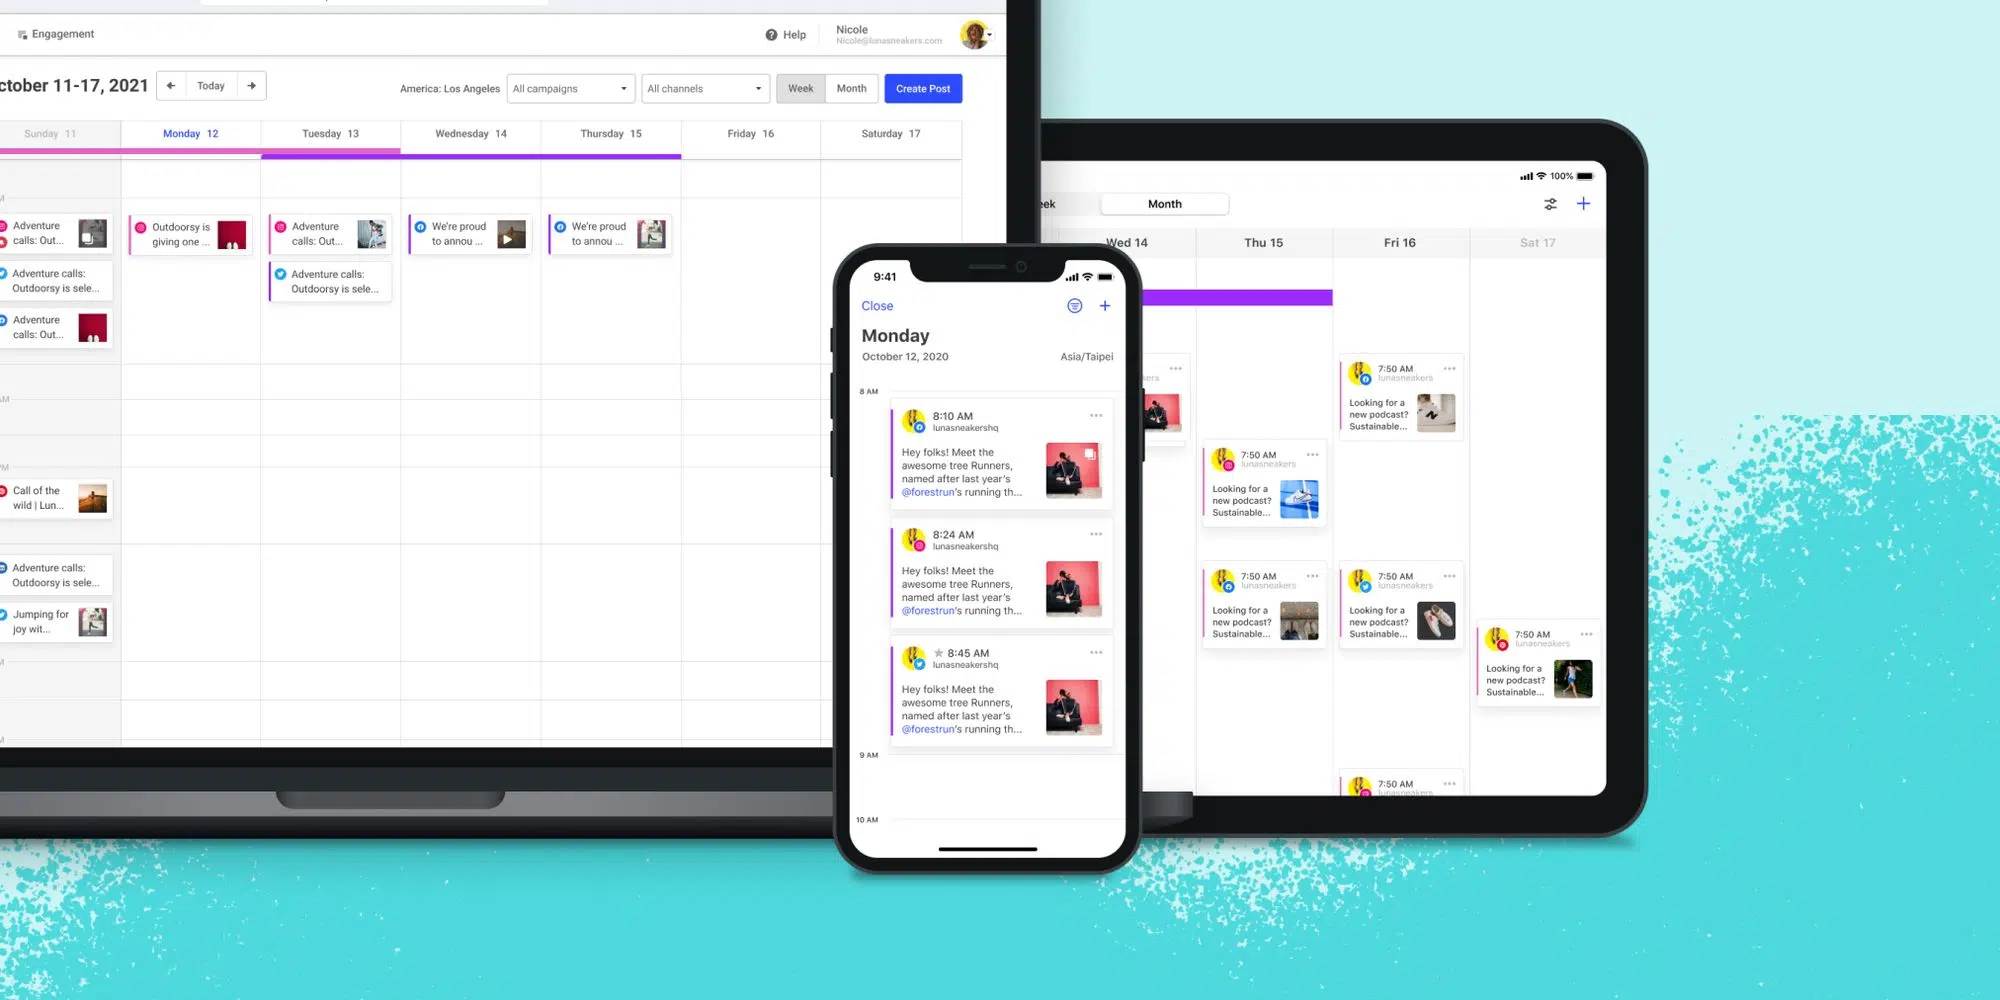 Engagement
Help
Nicole
Nicole@lunasneakers.com
ctober 11-17, 2021
Today
America: Los Angeles
All campaigns
All channels
Week
Month
Create Post
Sunday 11
Monday 12
Tuesday 13
Wednesday 14
Thursday 15
Friday 16
Saturday 17
Adventure
calls: Out...
Adventure calls:
Outdoorsy is sele...
Adventure
calls: Out...
Call of the
wild | Lun...
Adventure calls:
Outdoorsy is sele...
Jumping for
joy wit...
Outdoorsy is
giving one ...
Adventure
calls: Out...
Adventure calls:
Outdoorsy is sele...
We're proud
to annou ...
We're proud
to annou ...
9:41
Close
Monday
October 12, 2020
Asia/Taipei
8 AM
8:10 AM
lunasneakershq
Hey folks! Meet the
awesome tree Runners,
named after last year's
@forestrun's running th...
8:24 AM
lunasneakershq
Hey folks! Meet the
awesome tree Runners,
named after last year's
@forestrun's running th...
8:45 AM
lunasneakershq
Hey folks! Meet the
awesome tree Runners,
named after last year's
@forestrun's running th...
9 AM
10 AM
100%
eek
Month
Wed 14
Thu 15
Fri 16
Sat 17
kers
7:50 AM
lunasneakers
Looking for a
new podcast?
Sustainable...
7:50 AM
lunasneakers
Looking for a
new podcast?
Sustainable...
7:50 AM
lunasneakers
Looking for a
new podcast?
Sustainable...
7:50 AM
lunasneakers
Looking for a
new podcast?
Sustainable...
7:50 AM
lunasneakers
Looking for a
new podcast?
Sustainable...
7:50 AM
lunasneakers